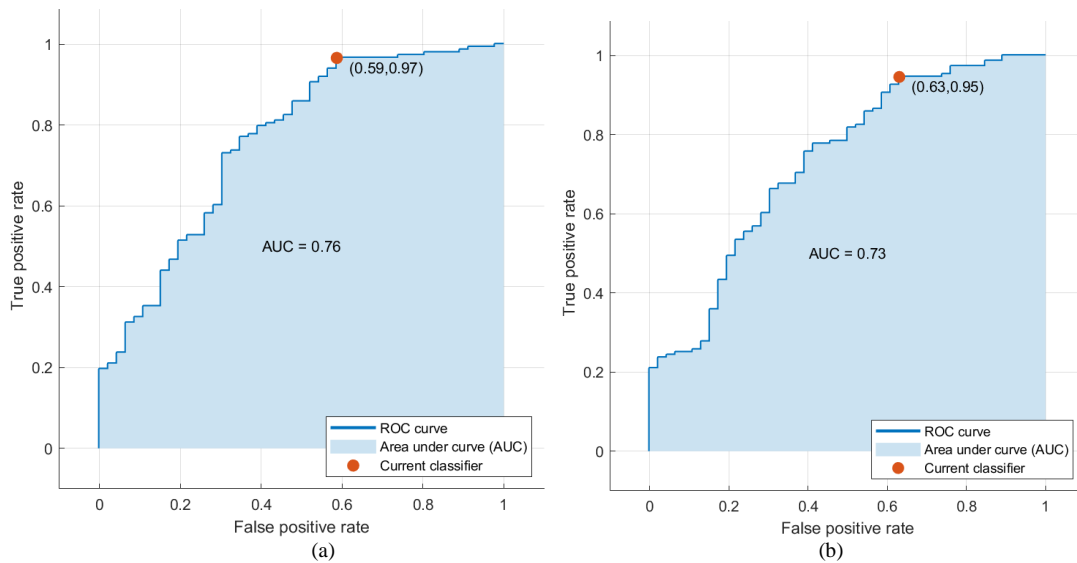 1
0.8
0.6
0.4
0.2
0
True positive rate
(0.59,0.97)
AUC = 0.76
ROC curve
Area under curve (AUC)
Current classifier
0 0.2 0.4 0.6 0.8 1
False positive rate
(a)
1
0.8
0.6
0.4
0.2
0
True positive rate
(0.63,0.95)
AUC = 0.73
ROC curve
Area under curve (AUC)
Current classifier
0 0.2 0.4 0.6 0.8 1
False positive rate
(b)